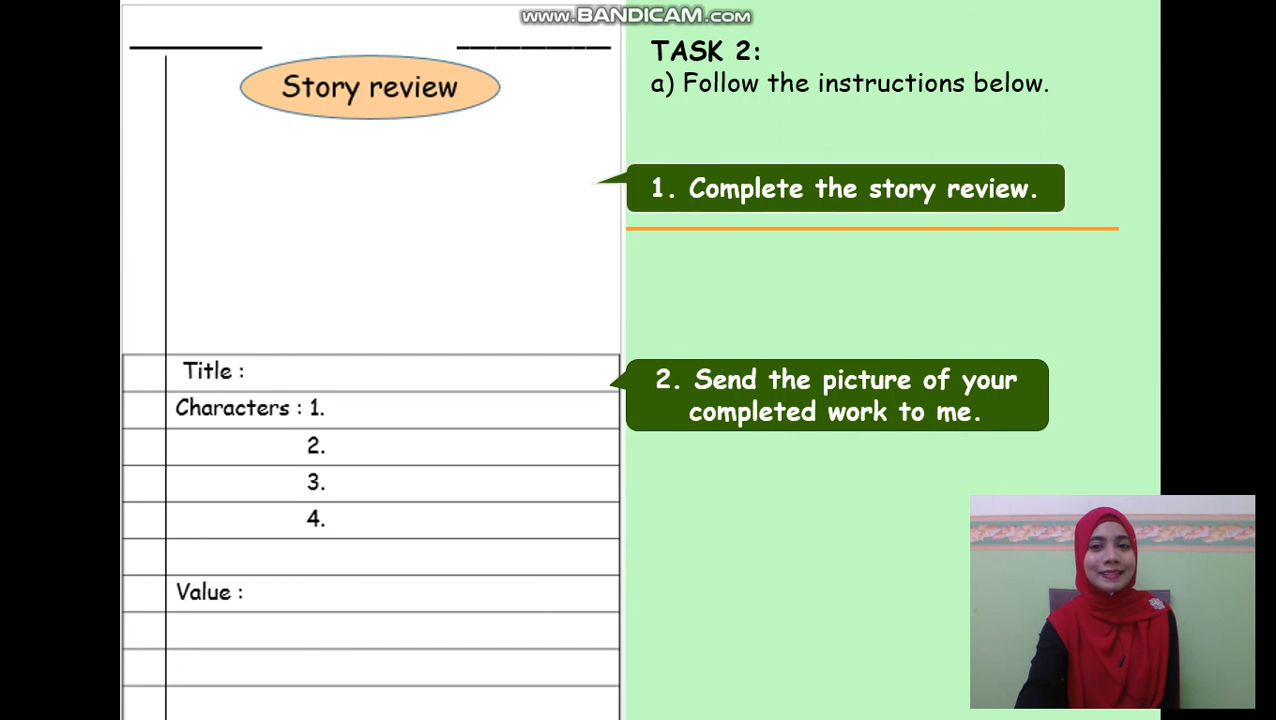 www.BANDICAM.com
Story review
Title :
Characters : 1.
2.
3.
4.
Value :
TASK 2:
a) Follow the instructions below.
1. Complete the story review.
2. Send the picture of your
completed work to me.